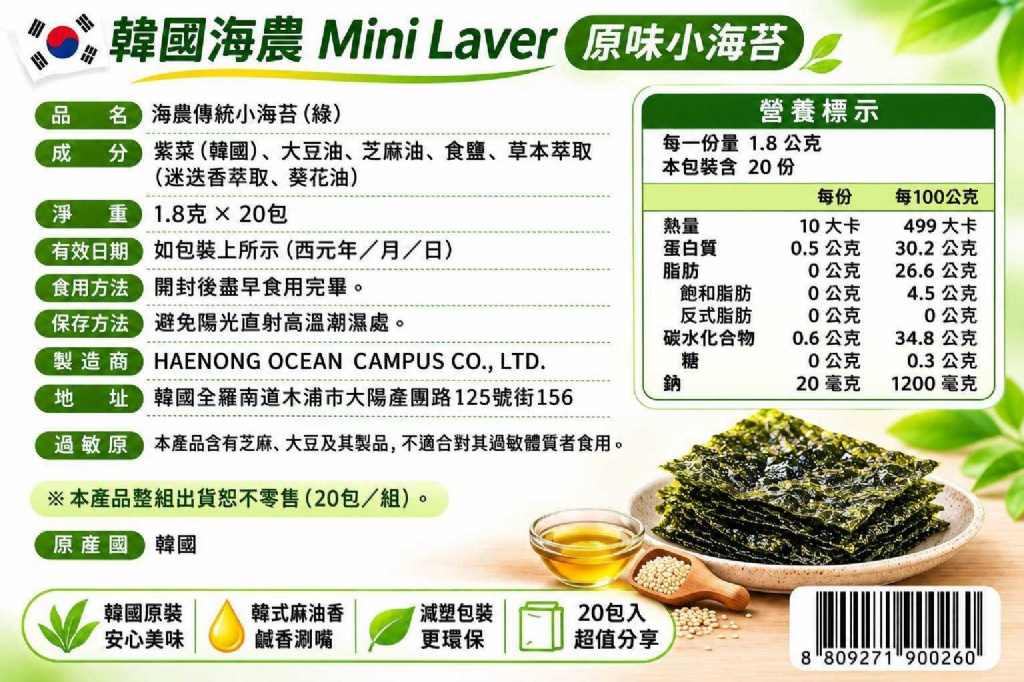 韓國海農 Mini Laver 原味小海苔
品名 海農傳統小海苔(綠)
成分 紫菜(韓國)、大豆油、芝麻油、食鹽、草本萃取
(迷迭香萃取、葵花油)
淨重 1.8克 × 20包
有效日期 如包裝上所示(西元年/月/日)
食用方法 開封後盡早食用完畢。
保存方法 避免陽光直射高溫潮濕處。
製造商 HAENONG OCEAN CAMPUS CO., LTD.
地址 韓國全羅南道木浦市大陽產團路125號街156
過敏原 本產品含有芝麻、大豆及其製品, 不適合對其過敏體質者食用。
※ 本產品整組出貨恕不零售(20包/組)。
原產國 韓國
營養標示
每一份量 1.8 公克
本包裝含 20 份
每份 每100公克
熱量 10 大卡 499 大卡
蛋白質 0.5 公克 30.2 公克
脂肪 0 公克 26.6 公克
飽和脂肪 0 公克 4.5 公克
反式脂肪 0 公克 0 公克
碳水化合物 0.6 公克 34.8 公克
糖 0 公克 0.3 公克
鈉 20 毫克 1200 毫克
韓國原裝
安心美味
韓式麻油香
鹹香涮嘴
減塑包裝
更環保
20包入
超值分享
8 809271 900260